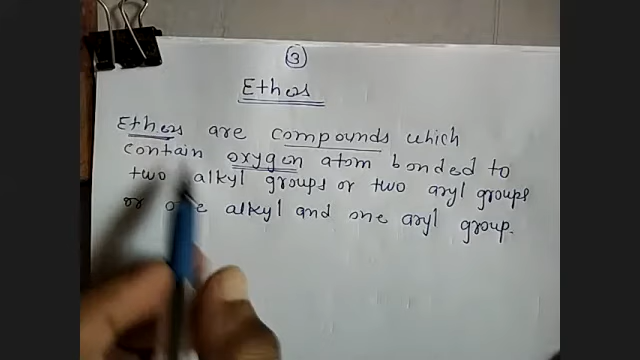 3
Ethers
Ethers are compounds which
contain oxygen atom bonded to
two alkyl groups or two aryl groups
or one alkyl and one aryl group.